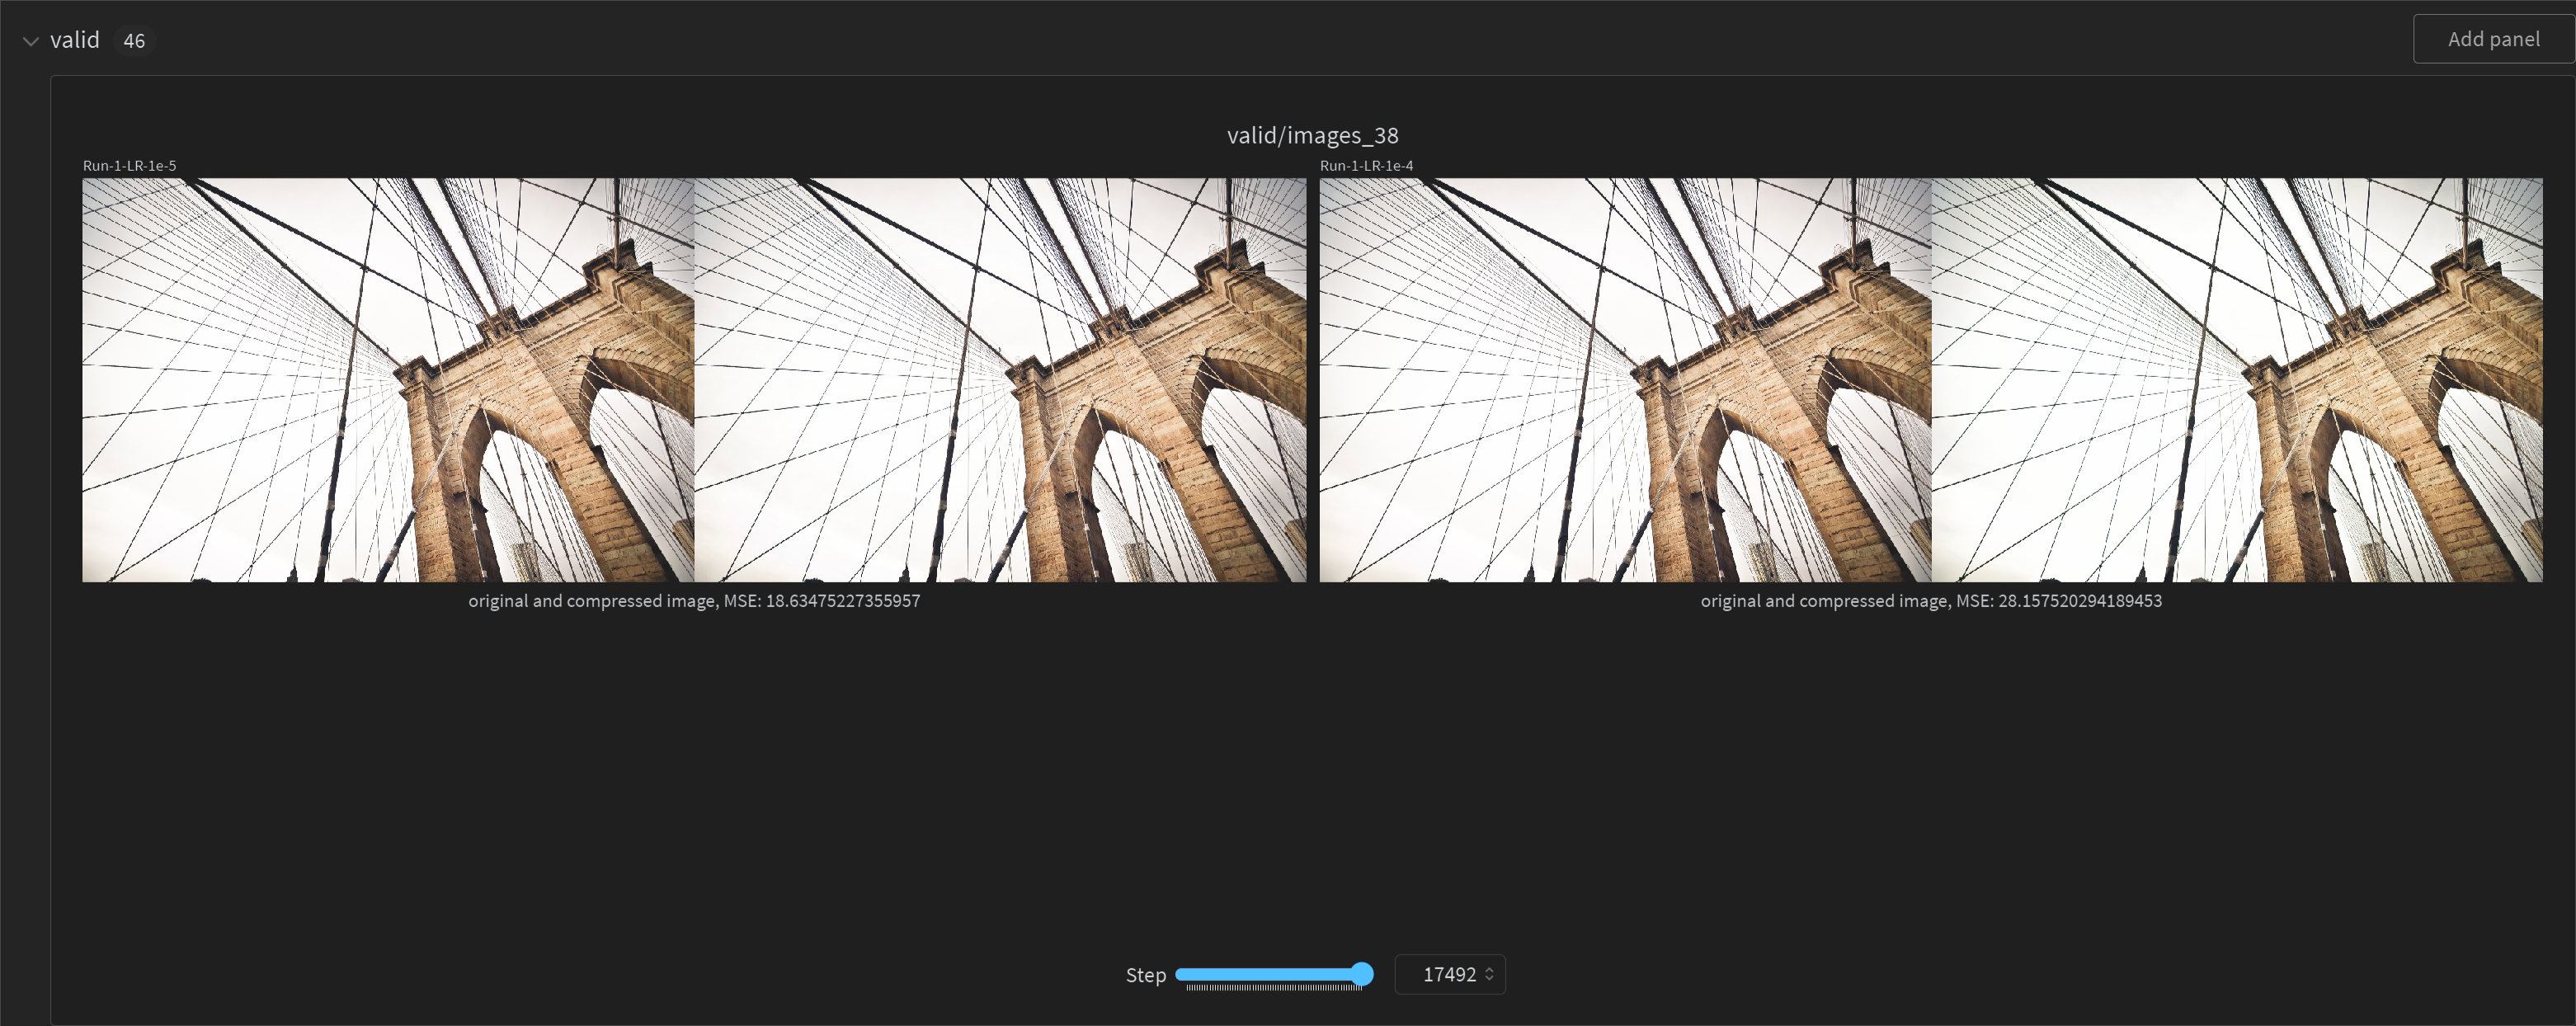 valid 46
Add panel
valid/images_38
Run-1-LR-1e-5
Run-1-LR-1e-4
original and compressed image, MSE: 18.63475227355957
original and compressed image, MSE: 28.157520294189453
Step 17492